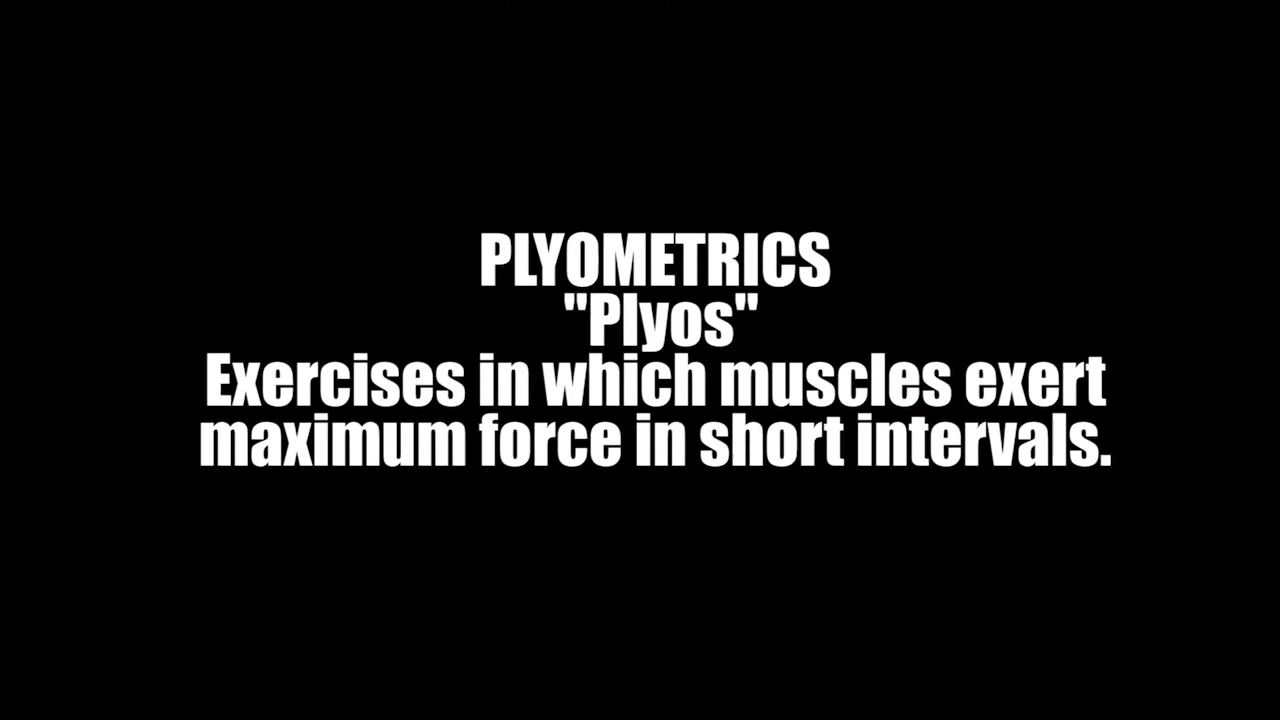 PLYOMETRICS
"Plyos"
Exercises in which muscles exert
maximum force in short intervals.